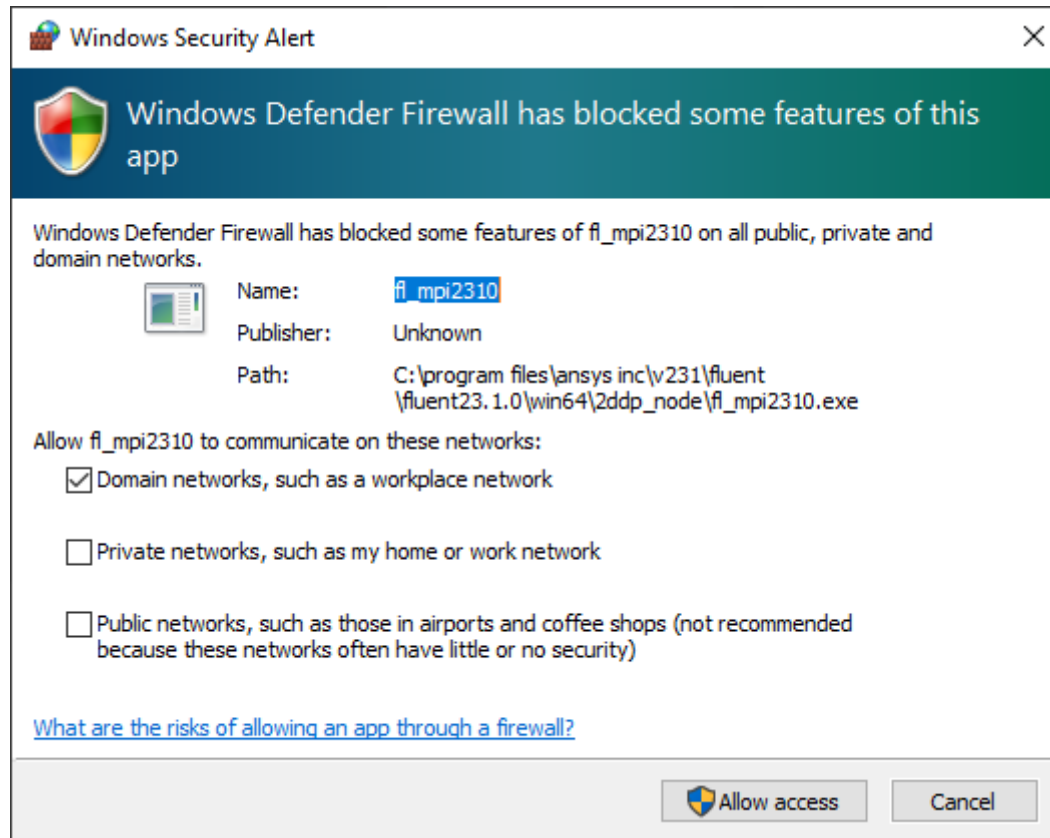 Windows Security Alert
Windows Defender Firewall has blocked some features of this
app
Windows Defender Firewall has blocked some features of fl_mpi2310 on all public, private and
domain networks.
Name: fl_mpi2310
Publisher: Unknown
Path: C:\program files\ansys inc\v231\fluent
\fluent23.1.0\win64\2ddp_node\fl_mpi2310.exe
Allow fl_mpi2310 to communicate on these networks:
Domain networks, such as a workplace network
Private networks, such as my home or work network
Public networks, such as those in airports and coffee shops (not recommended
because these networks often have little or no security)
What are the risks of allowing an app through a firewall?
Allow access Cancel